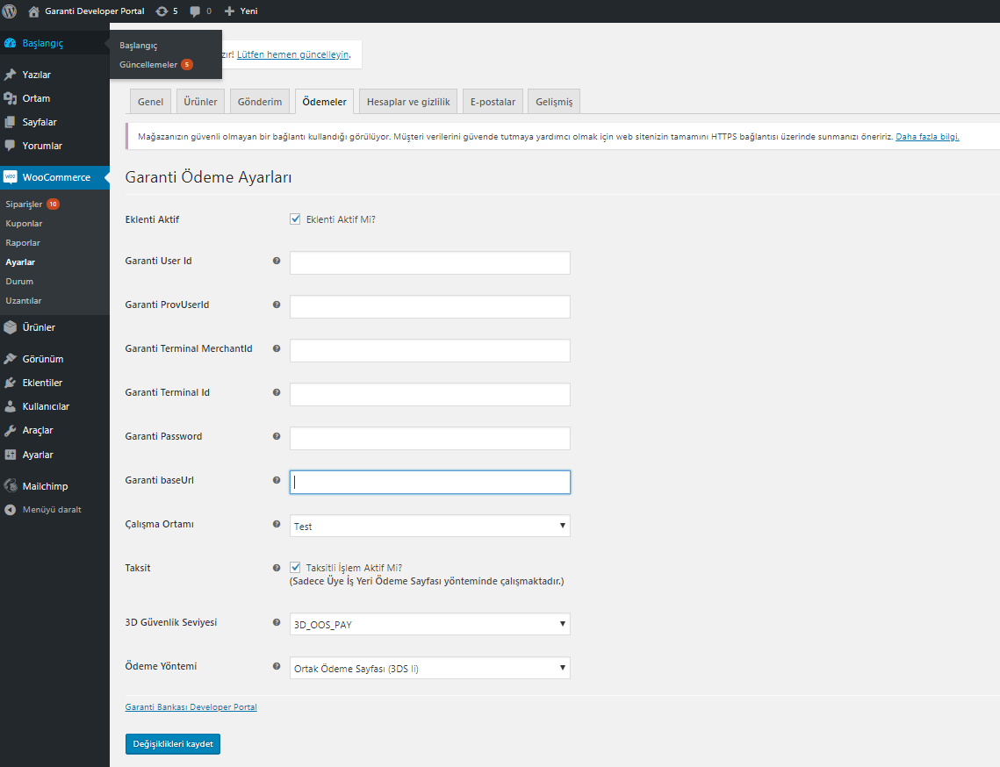 Garanti Developer Portal 5 0 Yeni
Başlangıç
Başlangıç
Güncellemeler 5
Lütfen hemen güncelleyin.
Yazılar
Ortam
Sayfalar
Yorumlar
WooCommerce
Siparişler 10
Kuponlar
Raporlar
Ayarlar
Durum
Uzantılar
Ürünler
Görünüm
Eklentiler
Kullanıcılar
Araçlar
Ayarlar
Mailchimp
Menüyü daralt
Genel Ürünler Gönderim Ödemeler Hesaplar ve gizlilik E-postalar Gelişmiş
Mağazanızın güvenli olmayan bir bağlantı kullandığı görülüyor. Müşteri verilerini güvende tutmaya yardımcı olmak için web sitenizin tamamını HTTPS bağlantısı üzerinde sunmanızı öneririz. Daha fazla bilgi.
Garanti Ödeme Ayarları
Eklenti Aktif Eklenti Aktif Mi?
Garanti User Id
Garanti ProvUserId
Garanti Terminal MerchantId
Garanti Terminal Id
Garanti Password
Garanti baseUrl
Çalışma Ortamı Test
Taksit Taksitli İşlem Aktif Mi?
(Sadece Üye İş Yeri Ödeme Sayfası yönteminde çalışmaktadır.)
3D Güvenlik Seviyesi 3D_OOS_PAY
Ödeme Yöntemi Ortak Ödeme Sayfası (3DS li)
Garanti Bankası Developer Portal
Değişiklikleri kaydet